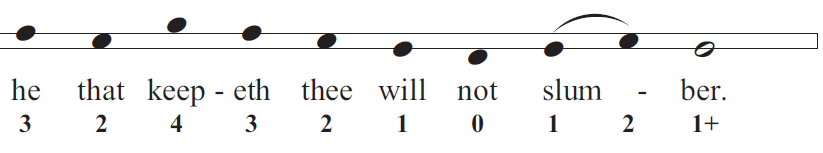 he that keep - eth thee will not slum - ber.
3 2 4 3 2 1 0 1 2 1+